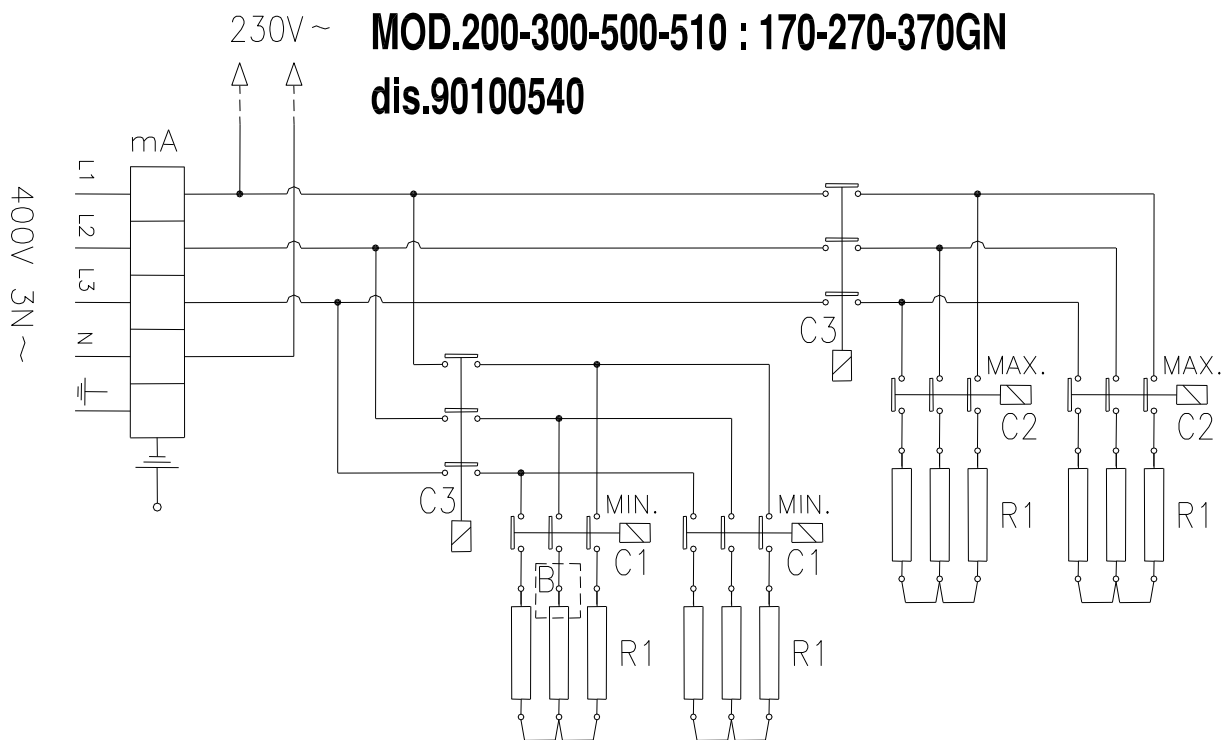 230V~
MOD.200-300-500-510 : 170-270-370GN
dis.90100540
mA
L1
L2
L3
N
400V 3N~
C3
MAX.
C2
R1
MAX.
C2
R1
C3
MIN.
C1
B
R1
MIN.
C1
R1